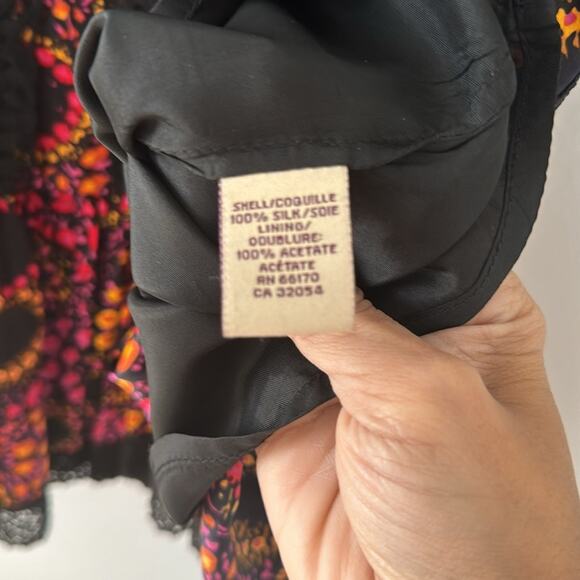 SHELL/COQUILLE
100% SILK/SOIE
LINING/
DOUBLURE:
100% ACETATE
ACÉTATE
RN 66170
CA 32054